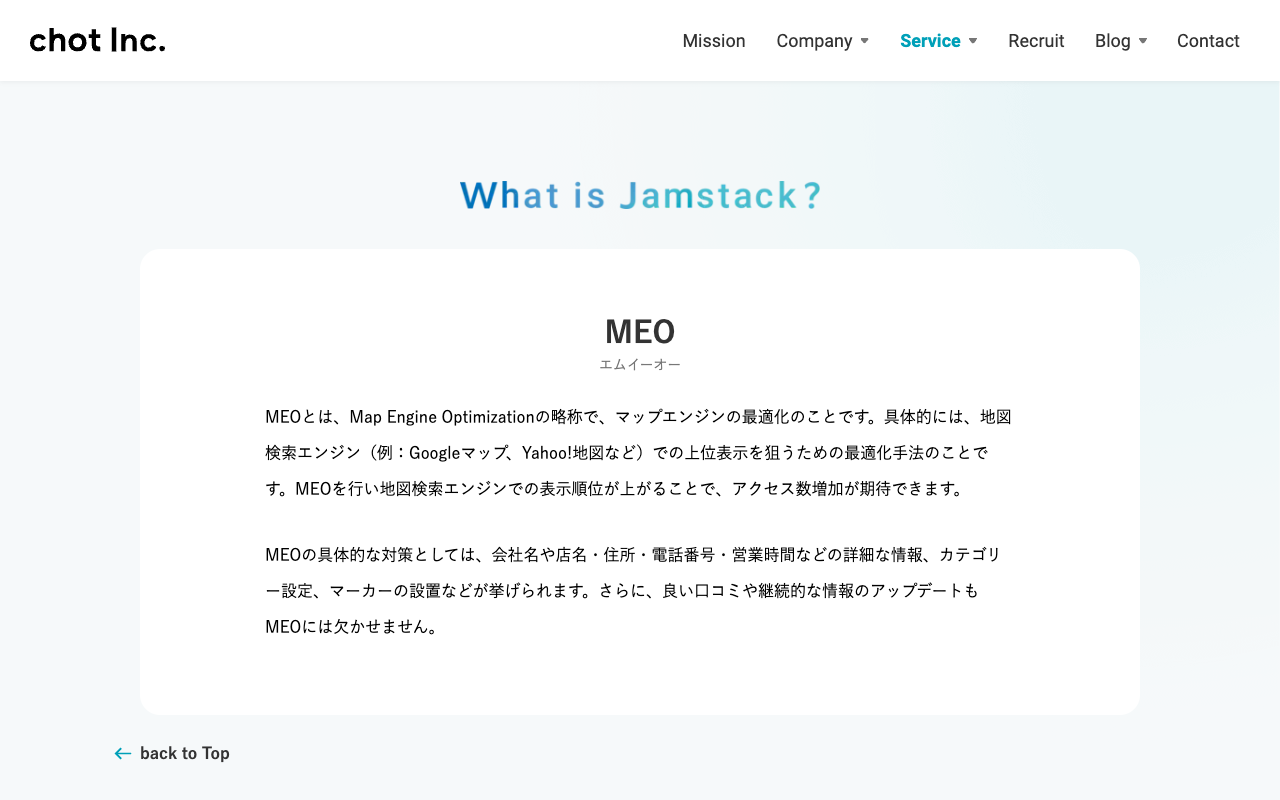 chot Inc.
Mission
Company
Service
Recruit
Blog
Contact
What is Jamstack?
MEO
エムイーオー
MEOとは、Map Engine Optimizationの略称で、マップエンジンの最適化のことです。具体的には、地図
検索エンジン（例：Googleマップ、Yahoo!地図など）での上位表示を狙うための最適化手法のことで
す。MEOを行い地図検索エンジンでの表示順位が上がることで、アクセス数増加が期待できます。
MEOの具体的な対策としては、会社名や店名・住所・電話番号・営業時間などの詳細な情報、カテゴリ
ー設定、マーカーの設置などが挙げられます。さらに、良い口コミや継続的な情報のアップデートも
MEOには欠かせません。
back to Top